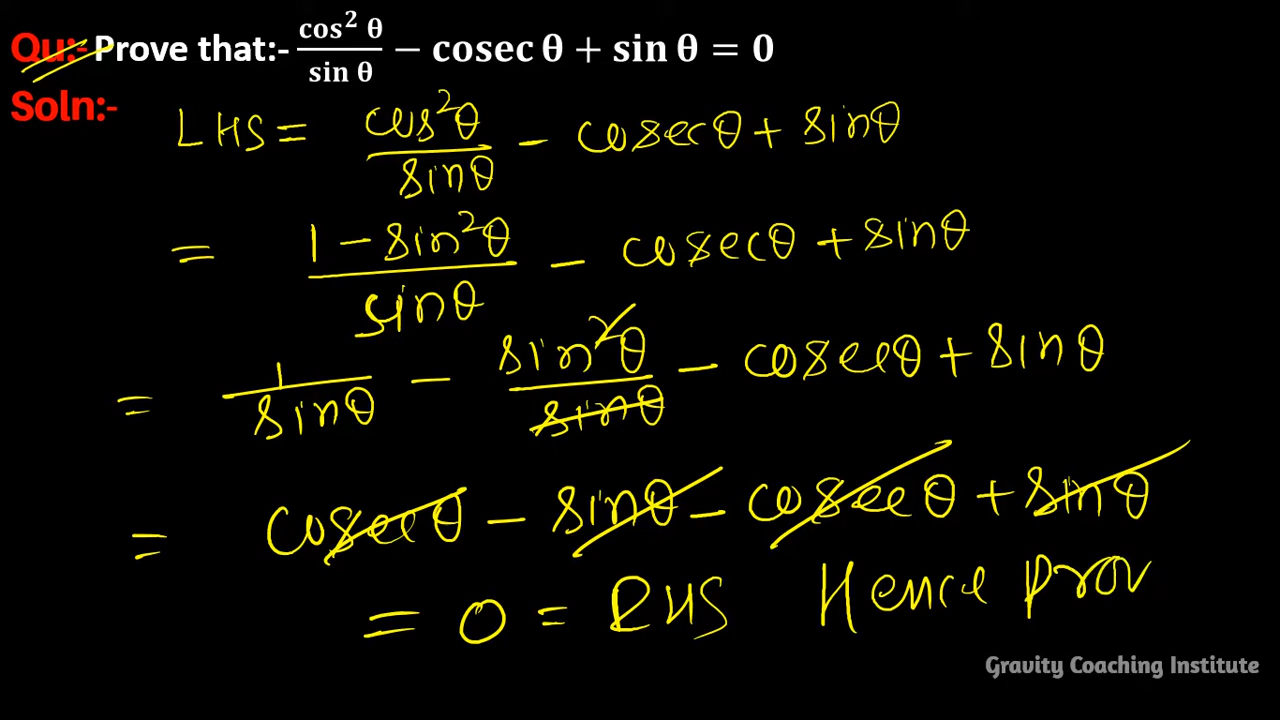 Qu:- Prove that:- cos² θ / sin θ − cosec θ + sin θ = 0
Soln:-
LHS = cos²θ / sinθ − cosecθ + sinθ
= 1 − sin²θ / sinθ − cosecθ + sinθ
= 1 / sinθ − sin²θ / sinθ − cosecθ + sinθ
= cosecθ − sinθ − cosecθ + sinθ
= 0 = RHS Hence prov
Gravity Coaching Institute